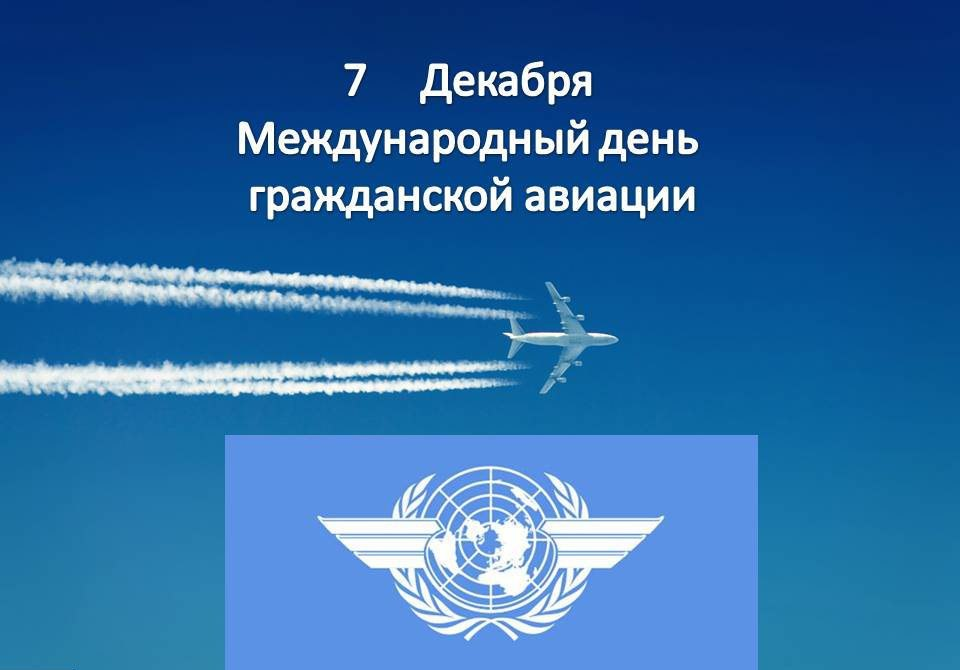 7 Декабря
Международный день
гражданской авиации